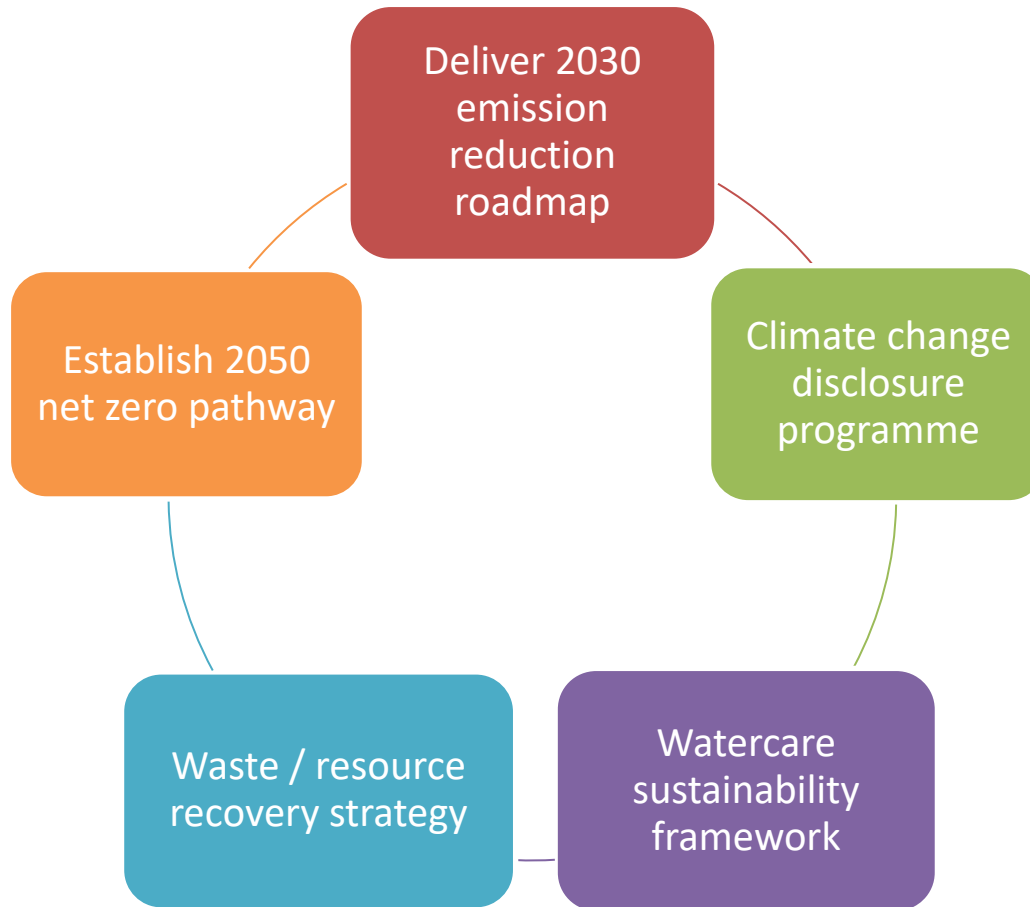 Deliver 2030
emission
reduction
roadmap
Climate change
disclosure
programme
Watercare
sustainability
framework
Waste / resource
recovery strategy
Establish 2050
net zero pathway